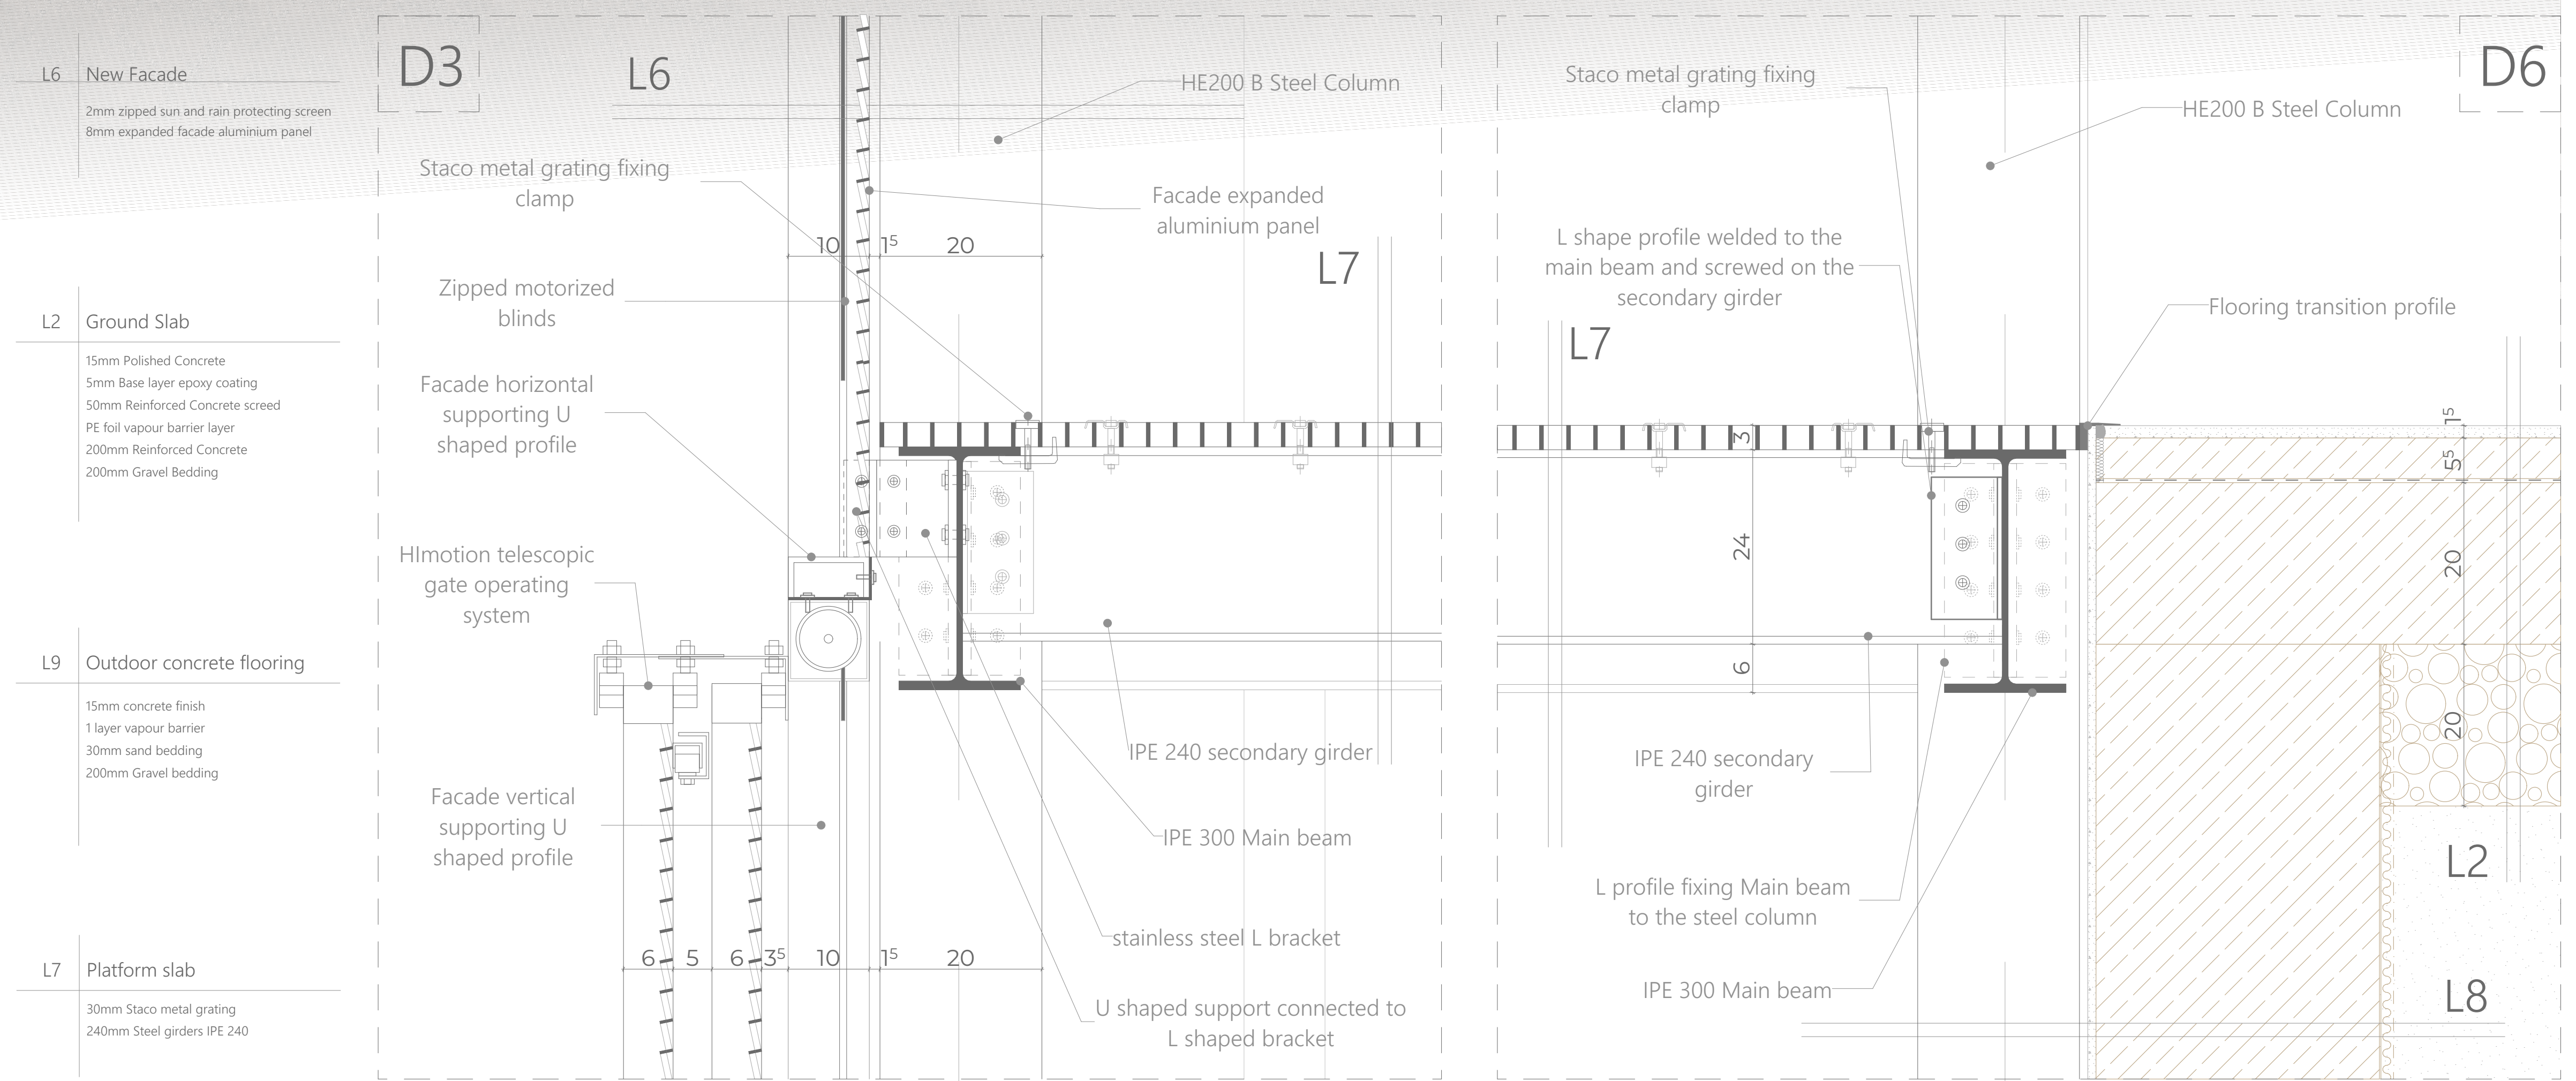 L6 New Facade
2mm zipped sun and rain protecting screen
8mm expanded facade aluminium panel
L2 Ground Slab
15mm Polished Concrete
5mm Base layer epoxy coating
50mm Reinforced Concrete screed
PE foil vapour barrier layer
200mm Reinforced Concrete
200mm Gravel Bedding
L9 Outdoor concrete flooring
15mm concrete finish
1 layer vapour barrier
30mm sand bedding
200mm Gravel bedding
L7 Platform slab
30mm Staco metal grating
240mm Steel girders IPE 240
D3
L6
HE200 B Steel Column
Staco metal grating fixing
clamp
Facade expanded
aluminium panel
10 1⁵ 20
L7
Zipped motorized
blinds
Facade horizontal
supporting U
shaped profile
HImotion telescopic
gate operating
system
IPE 240 secondary girder
Facade vertical
supporting U
shaped profile
IPE 300 Main beam
stainless steel L bracket
6 5 6 3⁵ 10 1⁵ 20
U shaped support connected to
L shaped bracket
D6
Staco metal grating fixing
clamp
HE200 B Steel Column
L shape profile welded to the
main beam and screwed on the
secondary girder
Flooring transition profile
L7
3
24
6
1⁵
5⁵
20
20
IPE 240 secondary
girder
L profile fixing Main beam
to the steel column
IPE 300 Main beam
L2
L8